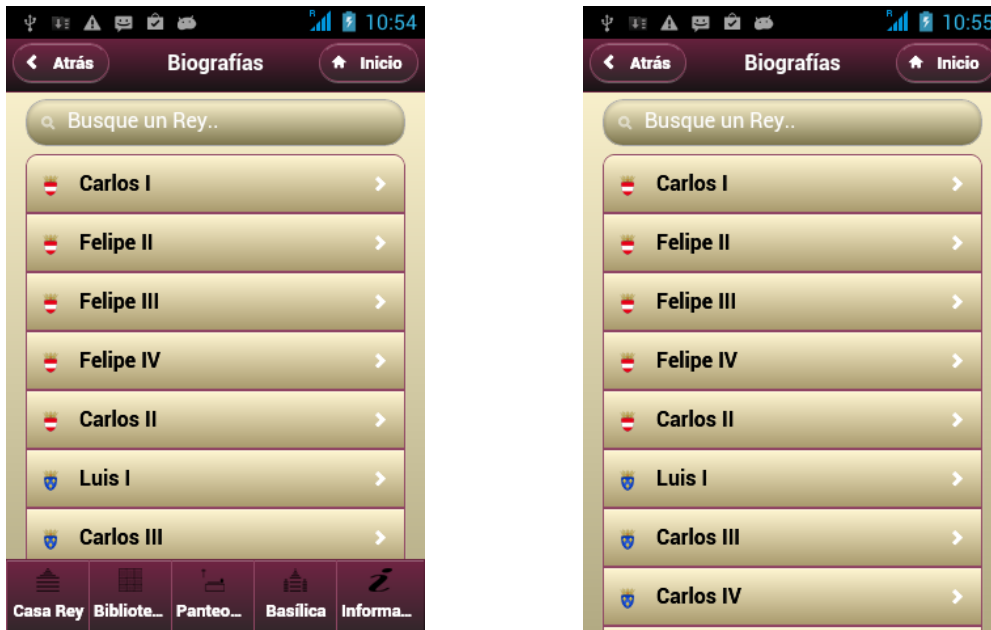 10:54
Atrás Biografías Inicio
Busque un Rey..
Carlos I
Felipe II
Felipe III
Felipe IV
Carlos II
Luis I
Carlos III
Casa Rey Bibliote... Panteo... Basílica Informa...
10:55
Atrás Biografías Inicio
Busque un Rey..
Carlos I
Felipe II
Felipe III
Felipe IV
Carlos II
Luis I
Carlos III
Carlos IV